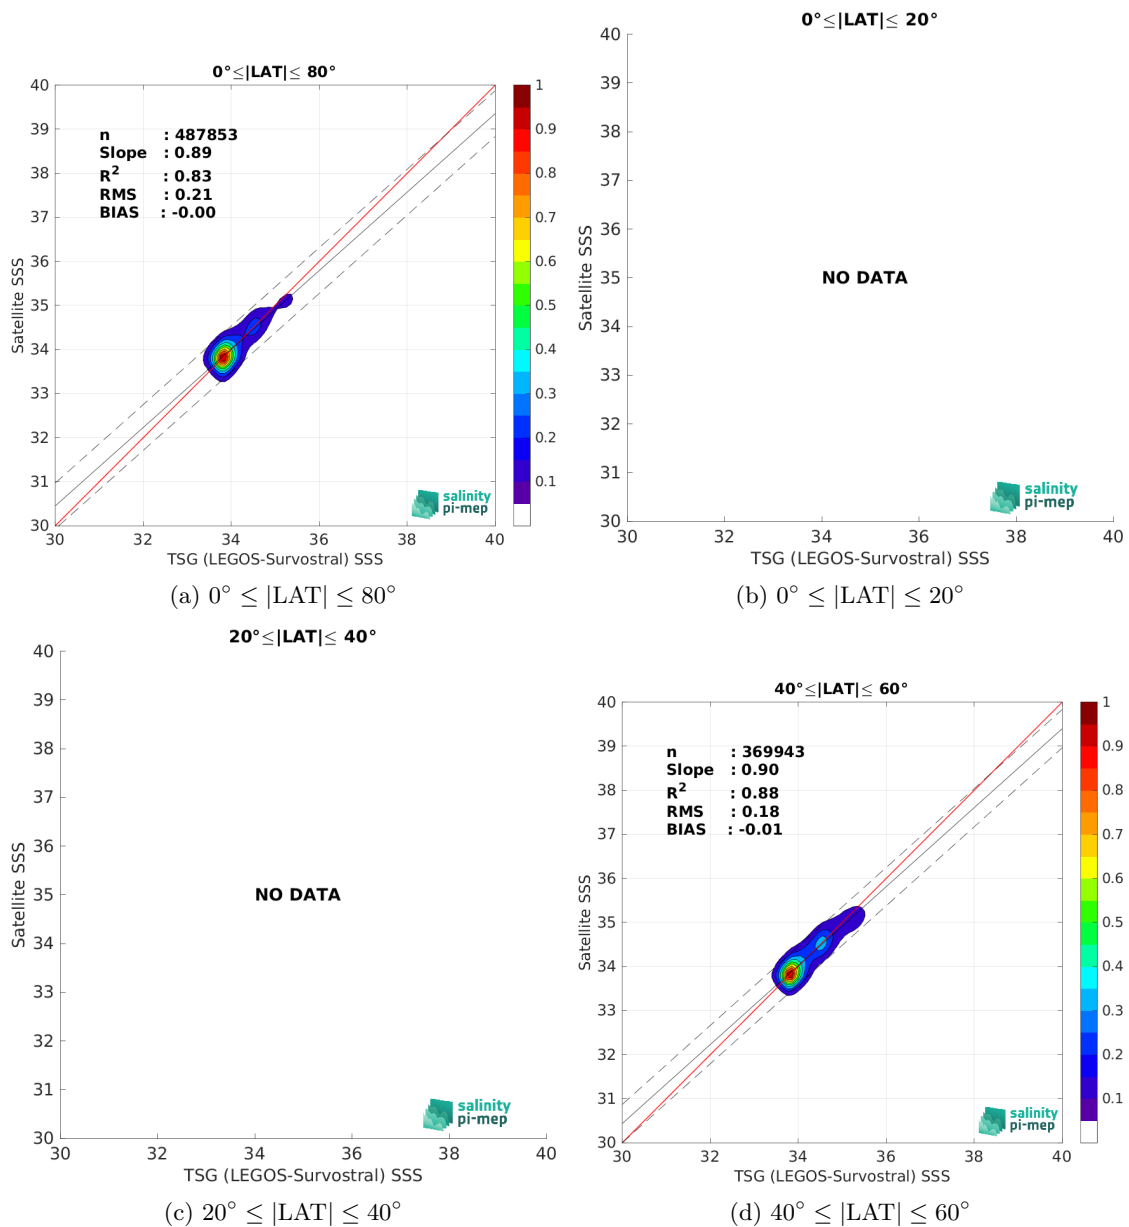 0°≤|LAT|≤ 80°
40
39
38
37
36
35
34
33
32
31
30
Satellite SSS
n : 487853
Slope : 0.89
R² : 0.83
RMS : 0.21
BIAS : -0.00
salinity
pi-mep
30 32 34 36 38 40
TSG (LEGOS-Survostral) SSS
1
0.9
0.8
0.7
0.6
0.5
0.4
0.3
0.2
0.1
(a) 0° ≤ |LAT| ≤ 80°
0°≤|LAT|≤ 20°
40
39
38
37
36
35
34
33
32
31
30
Satellite SSS
NO DATA
salinity
pi-mep
30 32 34 36 38 40
TSG (LEGOS-Survostral) SSS
(b) 0° ≤ |LAT| ≤ 20°
20°≤|LAT|≤ 40°
40
39
38
37
36
35
34
33
32
31
30
Satellite SSS
NO DATA
salinity
pi-mep
30 32 34 36 38 40
TSG (LEGOS-Survostral) SSS
(c) 20° ≤ |LAT| ≤ 40°
40°≤|LAT|≤ 60°
40
39
38
37
36
35
34
33
32
31
30
Satellite SSS
n : 369943
Slope : 0.90
R² : 0.88
RMS : 0.18
BIAS : -0.01
salinity
pi-mep
30 32 34 36 38 40
TSG (LEGOS-Survostral) SSS
1
0.9
0.8
0.7
0.6
0.5
0.4
0.3
0.2
0.1
(d) 40° ≤ |LAT| ≤ 60°